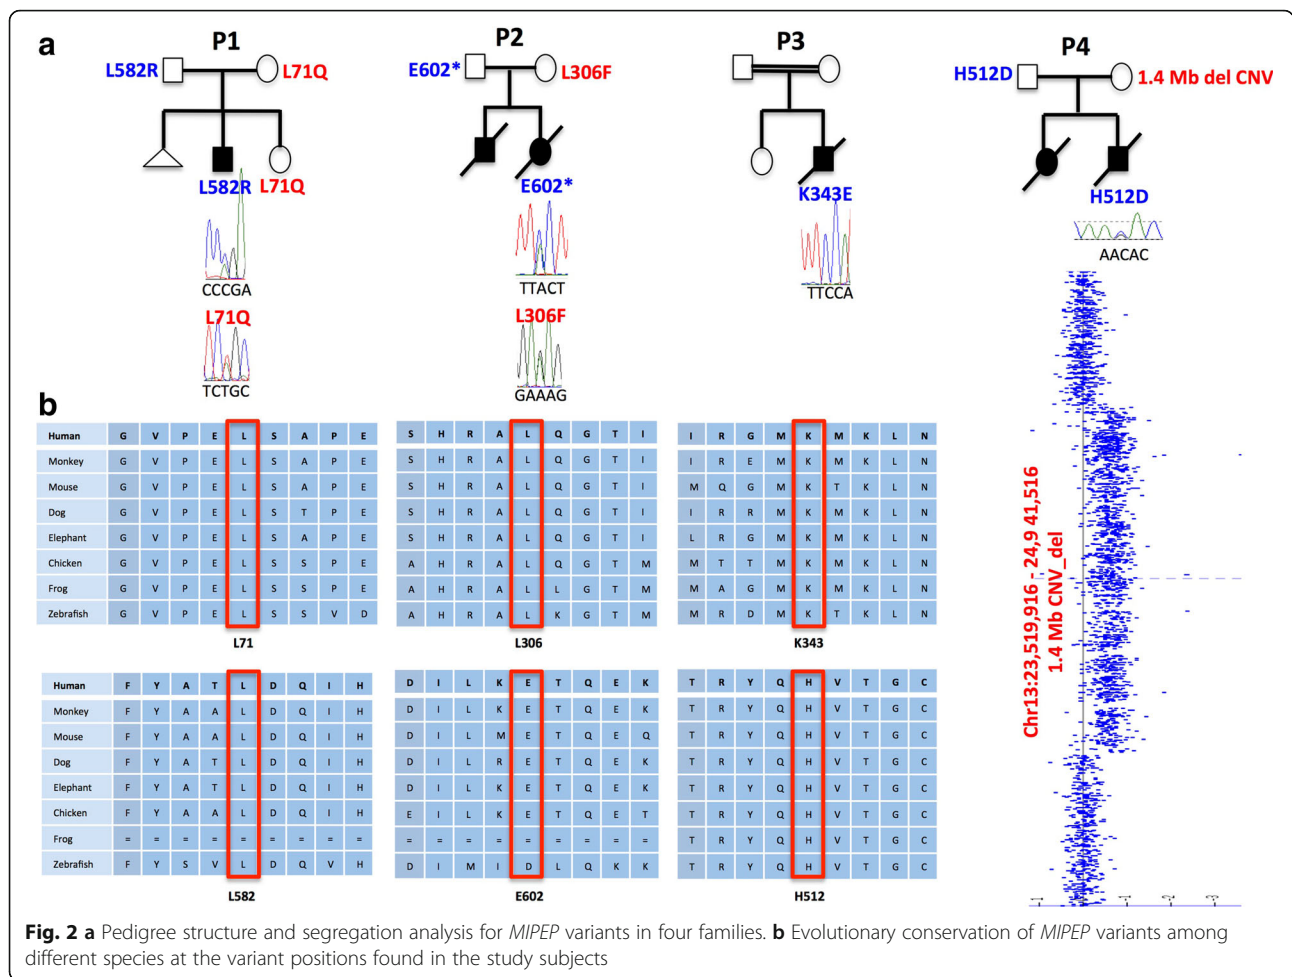 a
P1
P2
P3
P4
L582R
L71Q
E602*
L306F
H512D
1.4 Mb del CNV
L582R
L71Q
E602*
K343E
H512D
CCCGA
TTACT
TTCCA
AACAC
L71Q
L306F
TCTGC
GAAAG
Chr13:23,519,916 - 24,9 41,516
1.4 Mb CNV_del
b
Human G V P E L S A P E
Monkey G V P E L S A P E
Mouse G V P E L S A P E
Dog G V P E L S T P E
Elephant G V P E L S A P E
Chicken G V P E L S S P E
Frog G V P E L S S P E
Zebrafish G V P E L S S V D
L71
S H R A L Q G T I
S H R A L Q G T I
S H R A L Q G T I
S H R A L Q G T I
S H R A L Q G T I
A H R A L Q G T M
A H R A L L G T M
A H R A L K G T M
L306
I R G M K M K L N
I R E M K M K L N
M Q G M K T K L N
I R R M K M K L N
L R G M K M K L N
M T T M K M K L N
M A G M K M K L N
M R D M K T K L N
K343
Human F Y A T L D Q I H
Monkey F Y A A L D Q I H
Mouse F Y A A L D Q I H
Dog F Y A T L D Q I H
Elephant F Y A T L D Q I H
Chicken F Y A A L D Q I H
Frog = = = = = = = = =
Zebrafish F Y S V L D Q V H
L582
D I L K E T Q E K
D I L K E T Q E K
D I L M E T Q E Q
D I L R E T Q E K
D I L K E T Q E K
E I L K E T Q E T
= = = = = = = = =
D I M I D L Q K K
E602
T R Y Q H V T G C
T R Y Q H V T G C
T R Y Q H V T G C
T R Y Q H V T G C
T R Y Q H V T G C
T R Y Q H V T G C
T R Y Q H V T G C
T R Y Q H V T G C
H512
Fig. 2 a Pedigree structure and segregation analysis for MIPEP variants in four families. b Evolutionary conservation of MIPEP variants among
different species at the variant positions found in the study subjects